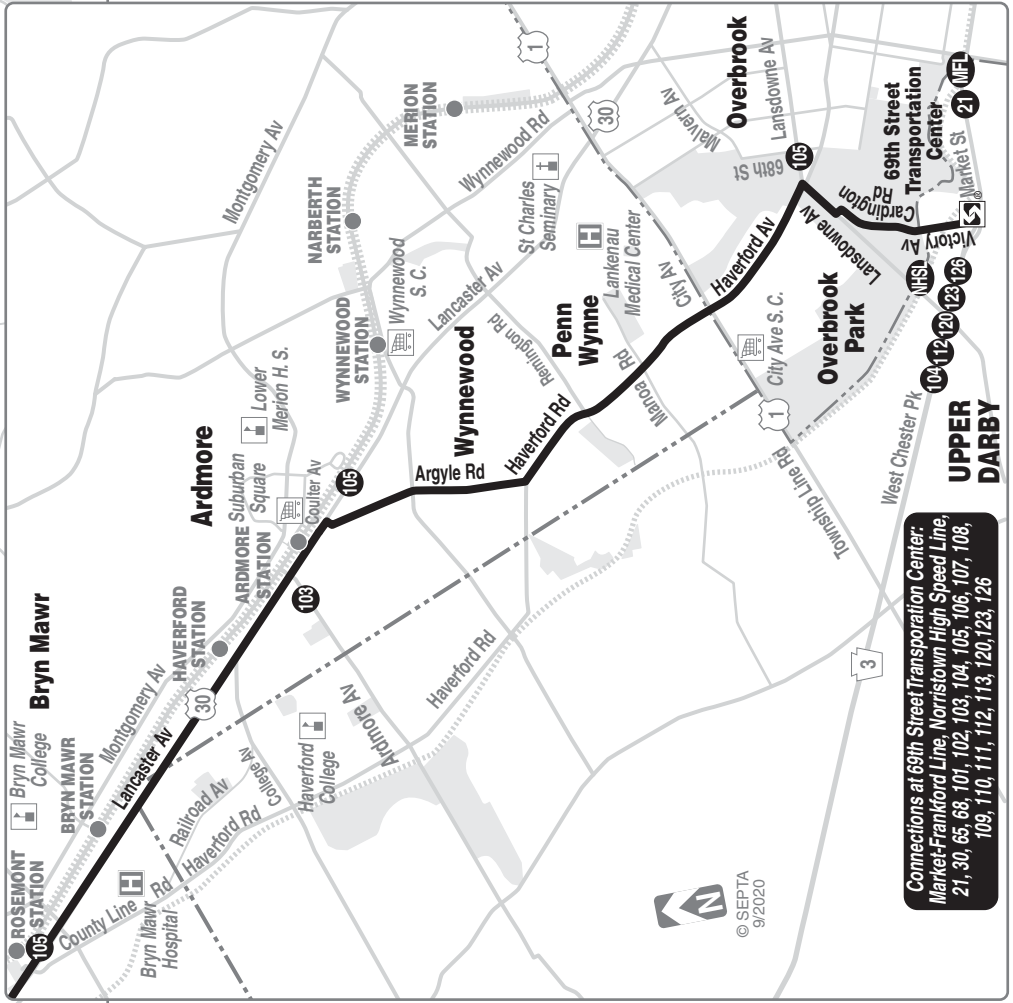 Bryn Mawr
College
Bryn Mawr
ROSEMONT
STATION
BRYN MAWR
STATION
Montgomery Av
HAVERFORD
STATION
105
Lancaster Av
30
County Line Rd
H
Bryn Mawr
Hospital
Railroad Av
College Av
Haverford Rd
Haverford
College
Ardmore Av
Haverford Rd
Ardmore
Suburban
Square
Lower
Merion H. S.
ARDMORE
STATION
Coulter Av
103
105
Montgomery Av
WYNNEWOOD
STATION
Wynnewood
S. C.
NARBERTH
STATION
MERION
STATION
Wynnewood Rd
Lancaster Av
Wynnewood
Argyle Rd
Haverford Rd
Remington Rd
Penn
Wynne
Manoa Rd
St Charles
Seminary
H
Lankenau
Medical Center
City Av
1
30
Malvern Av
Overbrook
Lansdowne Av
68th St
105
Haverford Av
City Ave S. C.
1
Overbrook
Park
Lansdowne Av
Cardington
Rd
69th Street
Transportation
Center
MFL
21
Market St
S
®
Victory Av
NHSL
104
112
120
123
126
Township Line Rd
West Chester Pk
UPPER
DARBY
3
N
© SEPTA
9/2020
Connections at 69th Street Transporation Center:
Market-Frankford Line, Norristown High Speed Line,
21, 30, 65, 68, 101, 102, 103, 104, 105, 106, 107, 108,
109, 110, 111, 112, 113, 120,123, 126